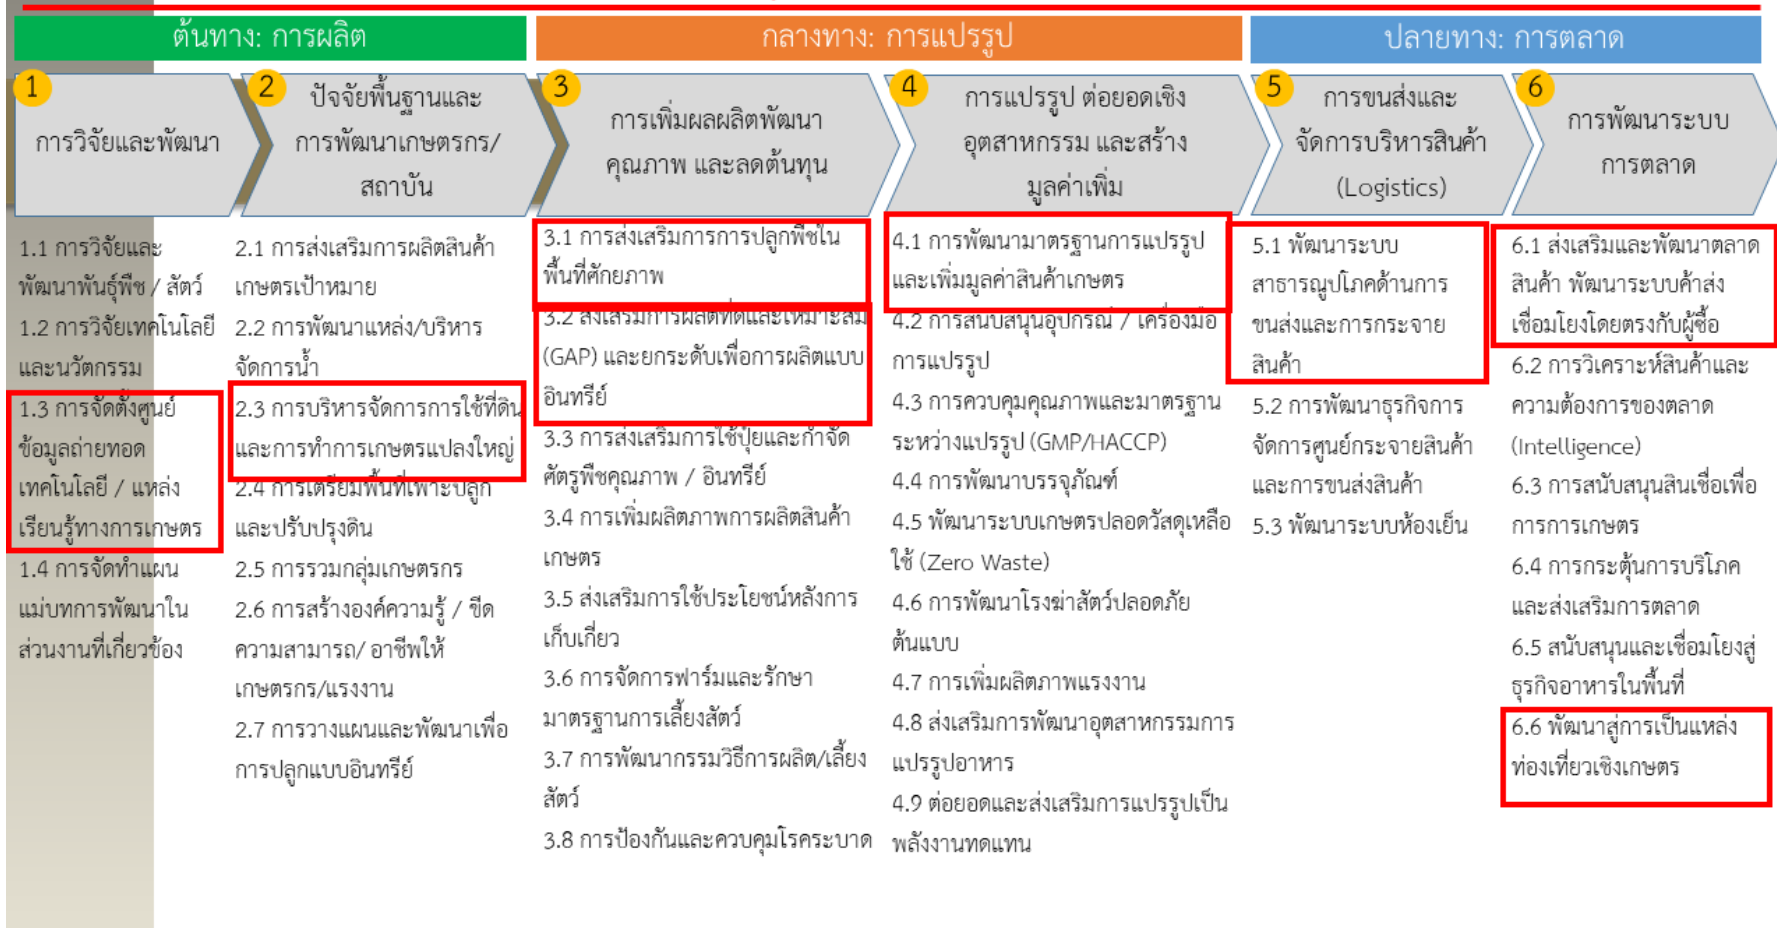 ต้นทาง: การผลิต
กลางทาง: การแปรรูป
ปลายทาง: การตลาด
1
การวิจัยและพัฒนา
2
ปัจจัยพื้นฐานและ
การพัฒนาเกษตรกร/
สถาบัน
3
การเพิ่มผลผลิตพัฒนา
คุณภาพ และลดต้นทุน
4
การแปรรูป ต่อยอดเชิง
อุตสาหกรรม และสร้าง
มูลค่าเพิ่ม
5
การขนส่งและ
จัดการบริหารสินค้า
(Logistics)
6
การพัฒนาระบบ
การตลาด
1.1 การวิจัยและ
พัฒนาพันธุ์พืช / สัตว์
1.2 การวิจัยเทคโนโลยี
และนวัตกรรม
1.3 การจัดตั้งศูนย์
ข้อมูลถ่ายทอด
เทคโนโลยี / แหล่ง
เรียนรู้ทางการเกษตร
1.4 การจัดทำแผน
แม่บทการพัฒนาใน
ส่วนงานที่เกี่ยวข้อง
2.1 การส่งเสริมการผลิตสินค้า
เกษตรเป้าหมาย
2.2 การพัฒนาแหล่ง/บริหาร
จัดการน้ำ
2.3 การบริหารจัดการการใช้ที่ดิน
และการทำการเกษตรแปลงใหญ่
2.4 การเตรียมพื้นที่เพาะปลูก
และปรับปรุงดิน
2.5 การรวมกลุ่มเกษตรกร
2.6 การสร้างองค์ความรู้ / ขีด
ความสามารถ/ อาชีพให้
เกษตรกร/แรงงาน
2.7 การวางแผนและพัฒนาเพื่อ
การปลูกแบบอินทรีย์
3.1 การส่งเสริมการการปลูกพืชใน
พื้นที่ศักยภาพ
3.2 ส่งเสริมการผลิตที่ดีและเหมาะสม
(GAP) และยกระดับเพื่อการผลิตแบบ
อินทรีย์
3.3 การส่งเสริมการใช้ปุ๋ยและกำจัด
ศัตรูพืชคุณภาพ / อินทรีย์
3.4 การเพิ่มผลิตภาพการผลิตสินค้า
เกษตร
3.5 ส่งเสริมการใช้ประโยชน์หลังการ
เก็บเกี่ยว
3.6 การจัดการฟาร์มและรักษา
มาตรฐานการเลี้ยงสัตว์
3.7 การพัฒนากรรมวิธีการผลิต/เลี้ยง
สัตว์
3.8 การป้องกันและควบคุมโรคระบาด
4.1 การพัฒนามาตรฐานการแปรรูป
และเพิ่มมูลค่าสินค้าเกษตร
4.2 การสนับสนุนอุปกรณ์ / เครื่องมือ
การแปรรูป
4.3 การควบคุมคุณภาพและมาตรฐาน
ระหว่างแปรรูป (GMP/HACCP)
4.4 การพัฒนาบรรจุภัณฑ์
4.5 พัฒนาระบบเกษตรปลอดวัสดุเหลือ
ใช้ (Zero Waste)
4.6 การพัฒนาโรงฆ่าสัตว์ปลอดภัย
ต้นแบบ
4.7 การเพิ่มผลิตภาพแรงงาน
4.8 ส่งเสริมการพัฒนาอุตสาหกรรมการ
แปรรูปอาหาร
4.9 ต่อยอดและส่งเสริมการแปรรูปเป็น
พลังงานทดแทน
5.1 พัฒนาระบบ
สาธารณูปโภคด้านการ
ขนส่งและการกระจาย
สินค้า
5.2 การพัฒนาธุรกิจการ
จัดการศูนย์กระจายสินค้า
และการขนส่งสินค้า
5.3 พัฒนาระบบห้องเย็น
6.1 ส่งเสริมและพัฒนาตลาด
สินค้า พัฒนาระบบค้าส่ง
เชื่อมโยงโดยตรงกับผู้ซื้อ
6.2 การวิเคราะห์สินค้าและ
ความต้องการของตลาด
(Intelligence)
6.3 การสนับสนุนสินเชื่อเพื่อ
การการเกษตร
6.4 การกระตุ้นการบริโภค
และส่งเสริมการตลาด
6.5 สนับสนุนและเชื่อมโยงสู่
ธุรกิจอาหารในพื้นที่
6.6 พัฒนาสู่การเป็นแหล่ง
ท่องเที่ยวเชิงเกษตร